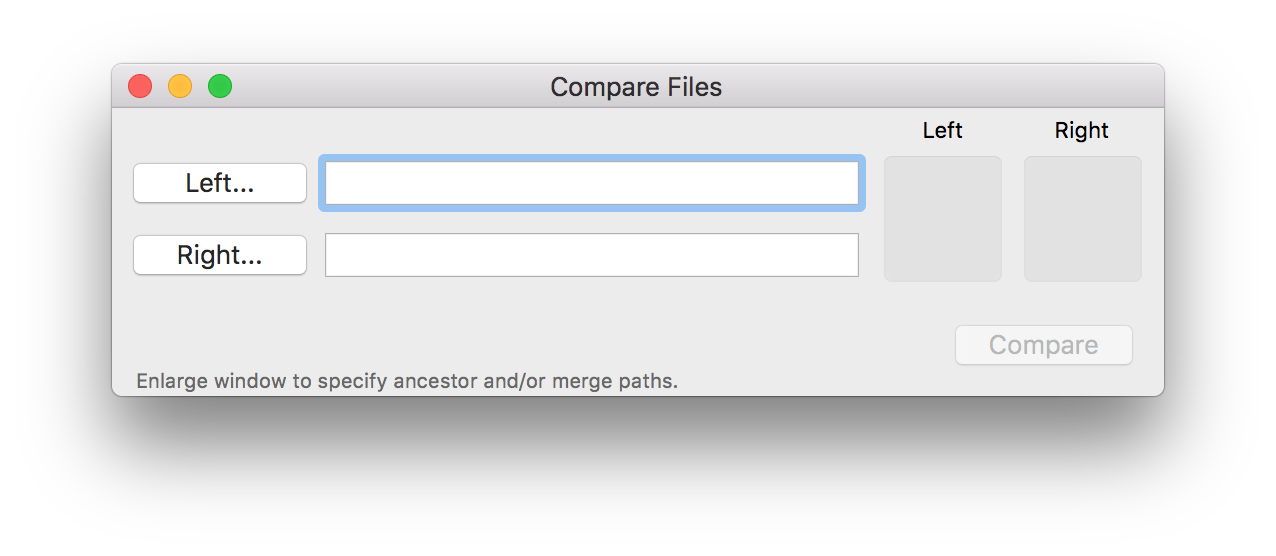 Compare Files
Left Right
Left...
Right...
Compare
Enlarge window to specify ancestor and/or merge paths.